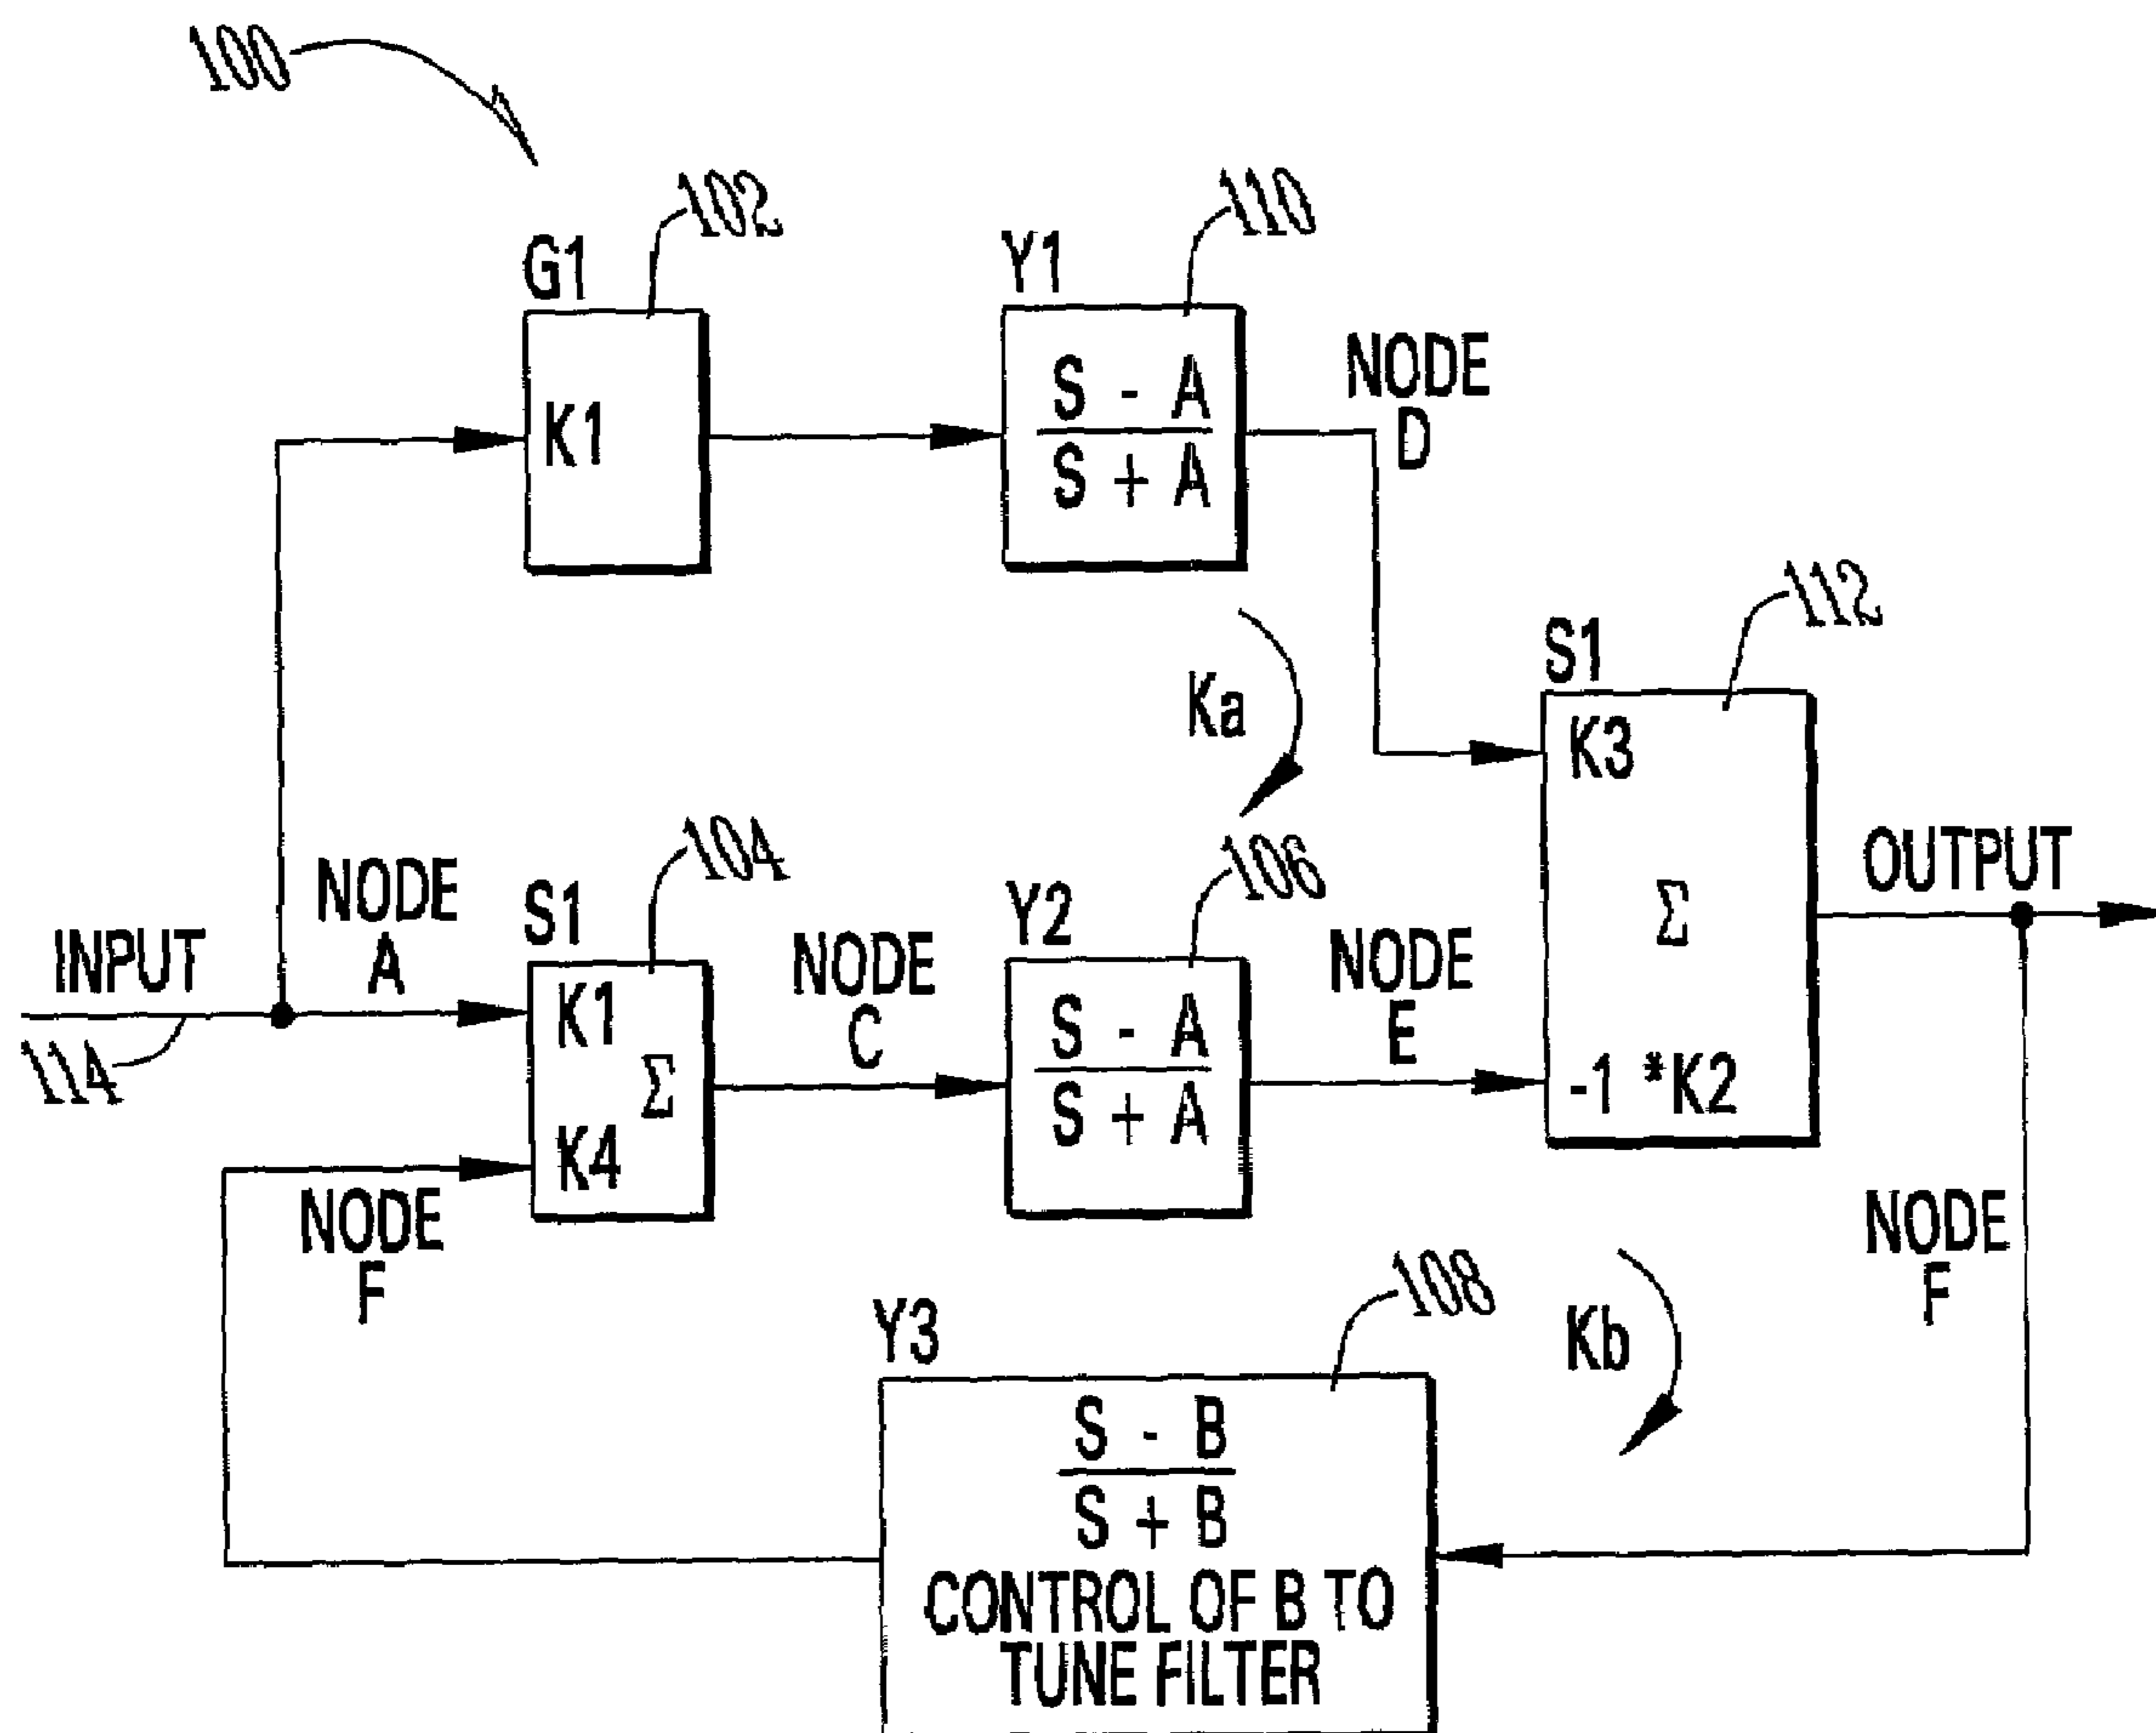 100
102
110
G1
Y1
K1
S - A
S + A
NODE
D
112
S1
K3
Σ
-1 *K2
Ka
104
106
NODE
A
INPUT
114
S1
K1
Σ
K4
NODE
C
Y2
S - A
S + A
NODE
E
OUTPUT
NODE
F
NODE
F
108
Kb
Y3
S - B
S + B
CONTROL OF B TO
TUNE FILTER